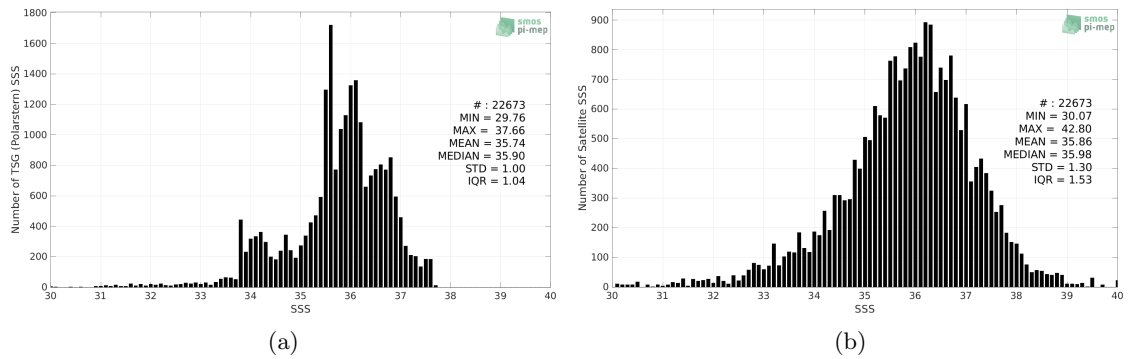 1800
1600
1400
1200
1000
800
600
400
200
0
Number of TSG (Polarstern) SSS
30 31 32 33 34 35 36 37 38 39 40
SSS
smos
pi-mep
# : 22673
MIN = 29.76
MAX = 37.66
MEAN = 35.74
MEDIAN = 35.90
STD = 1.00
IQR = 1.04
(a)
900
800
700
600
500
400
300
200
100
0
Number of Satellite SSS
30 31 32 33 34 35 36 37 38 39 40
SSS
smos
pi-mep
# : 22673
MIN = 30.07
MAX = 42.80
MEAN = 35.86
MEDIAN = 35.98
STD = 1.30
IQR = 1.53
(b)